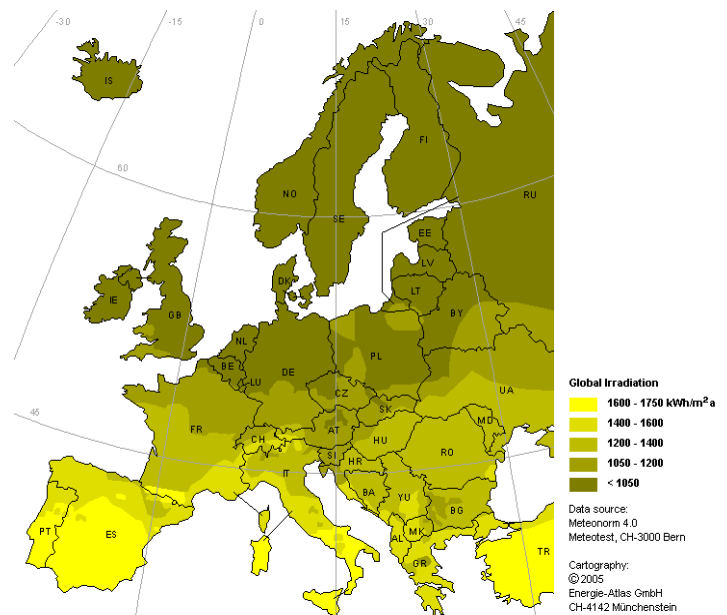 -30
-15
0
15
30
45
IS
60
FI
NO
SE
RU
EE
LV
DK
LT
IE
GB
BY
NL
PL
BE
DE
LU
CZ
UA
SK
45
FR
AT
MD
CH
HU
SI
RO
IT
HR
BA
YU
BG
PT
ES
AL
MK
TR
GR
Global Irradiation
1600 - 1750 kWh/m²a
1400 - 1600
1200 - 1400
1050 - 1200
< 1050
Data source:
Meteonorm 4.0
Meteotest, CH-3000 Bern
Cartography:
© 2005
Energie-Atlas GmbH
CH-4142 Münchenstein